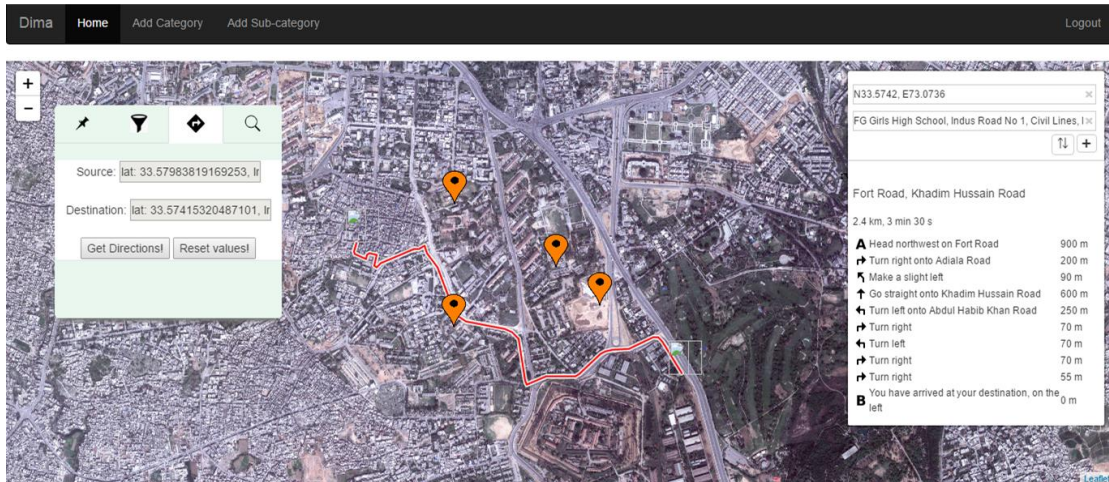 Dima Home Add Category Add Sub-category Logout
+
−
Source: lat: 33.57983819169253, lr
Destination: lat: 33.57415320487101, lr
Get Directions! Reset values!
N33.5742, E73.0736 ×
FG Girls High School, Indus Road No 1, Civil Lines, I ×
+
Fort Road, Khadim Hussain Road
2.4 km, 3 min 30 s
A Head northwest on Fort Road 900 m
Turn right onto Adiala Road 200 m
Make a slight left 90 m
Go straight onto Khadim Hussain Road 600 m
Turn left onto Abdul Habib Khan Road 250 m
Turn right 70 m
Turn left 70 m
Turn right 70 m
Turn right 55 m
B You have arrived at your destination, on the 0 m
left
Leaflet